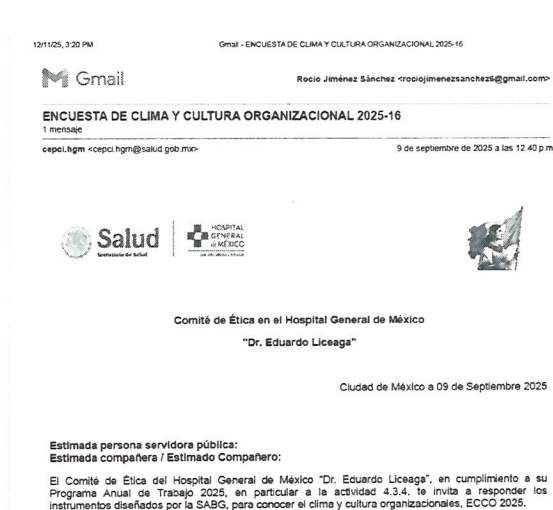 12/11/25, 3:20 PM Gmail - ENCUESTA DE CLIMA Y CULTURA ORGANIZACIONAL 2025-16
Gmail Rocio Jiménez Sánchez <rociojimenezsanchez6@gmail.com>
ENCUESTA DE CLIMA Y CULTURA ORGANIZACIONAL 2025-16
1 mensaje
cepci.hgm <cepci.hgm@salud.gob.mx> 9 de septiembre de 2025 a las 12:40 p.m
Salud
Secretaría de Salud
HOSPITAL
GENERAL
de MÉXICO
Comité de Ética en el Hospital General de México
"Dr. Eduardo Liceaga"
Ciudad de México a 09 de Septiembre 2025
Estimada persona servidora pública:
Estimada compañera / Estimado Compañero:
El Comité de Ética del Hospital General de México "Dr. Eduardo Liceaga", en cumplimiento a su
Programa Anual de Trabajo 2025, en particular a la actividad 4.3.4. te invita a responder los
instrumentos diseñados por la SABG, para conocer el clima y cultura organizacionales, ECCO 2025.